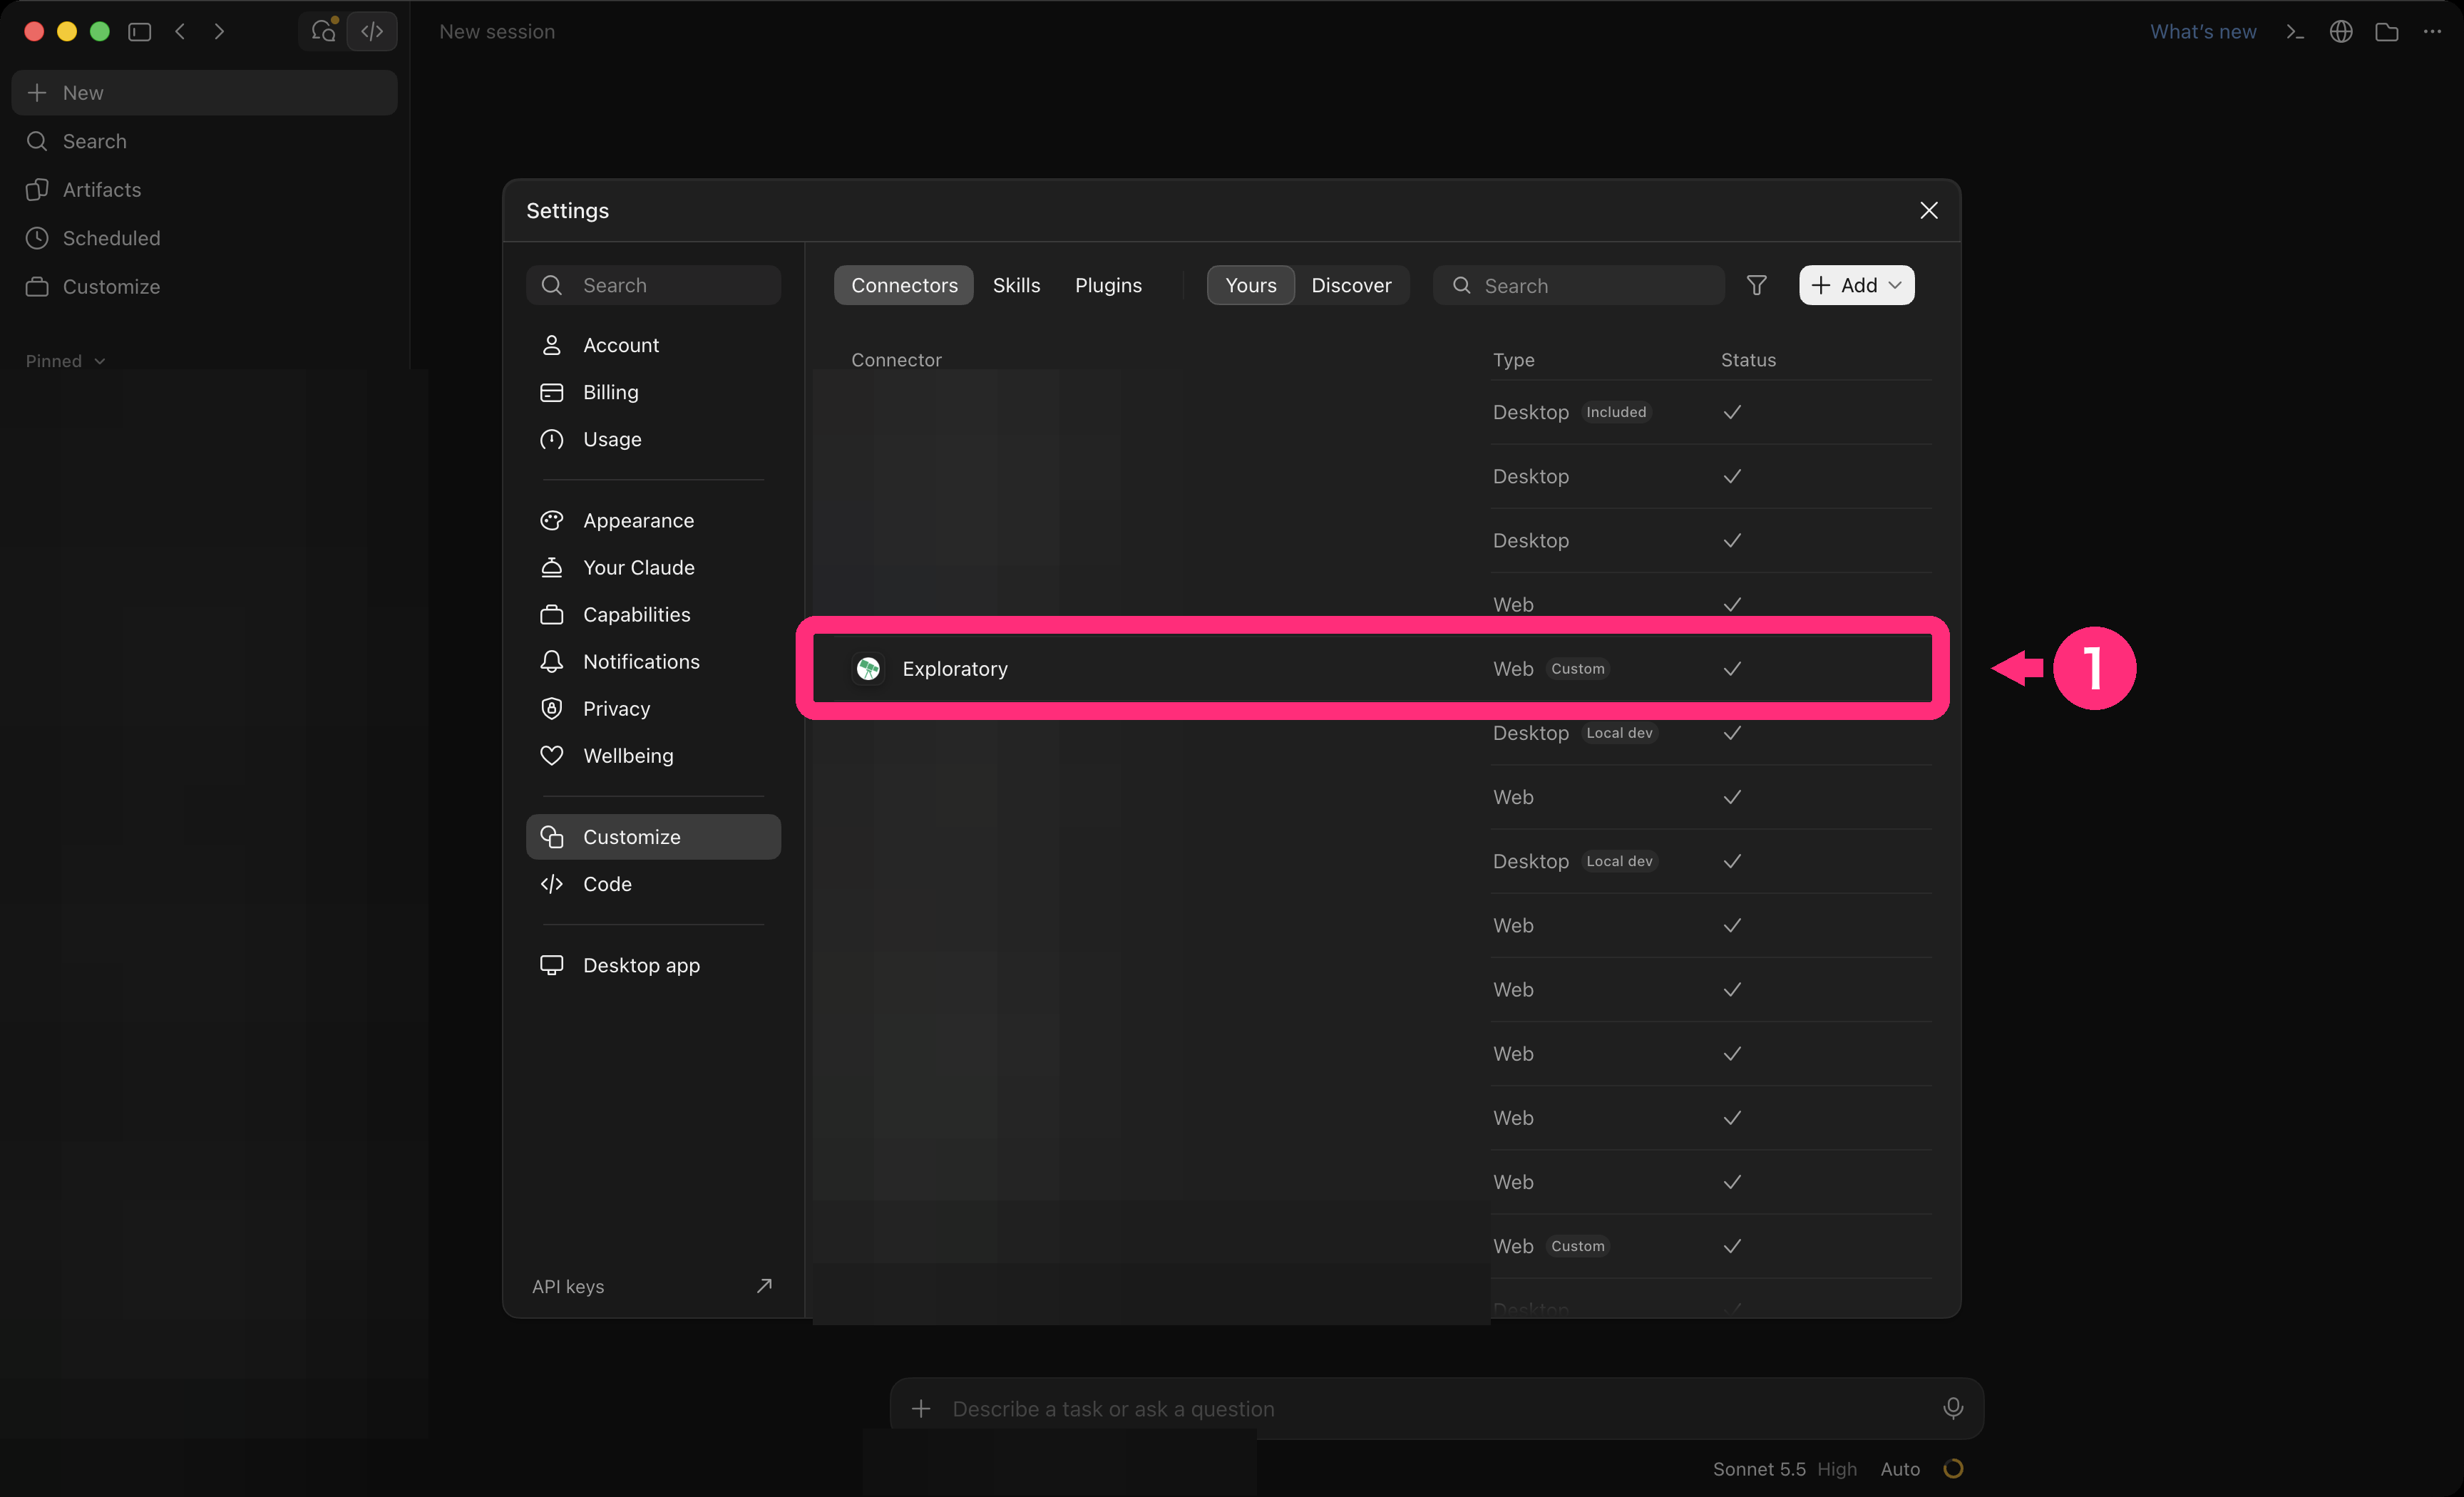 New session
What's new
New
Search
Artifacts
Scheduled
Customize
Pinned
Settings
Search
Account
Billing
Usage
Appearance
Your Claude
Capabilities
Notifications
Privacy
Wellbeing
Customize
Code
Desktop app
API keys
Connectors Skills Plugins Yours Discover Search Add
Connector Type Status
Desktop Included
Desktop
Desktop
Web
Exploratory Web Custom
1
Desktop Local dev
Web
Desktop Local dev
Web
Web
Web
Web
Web
Web Custom
Desktop
Describe a task or ask a question
Sonnet 5.5 High Auto